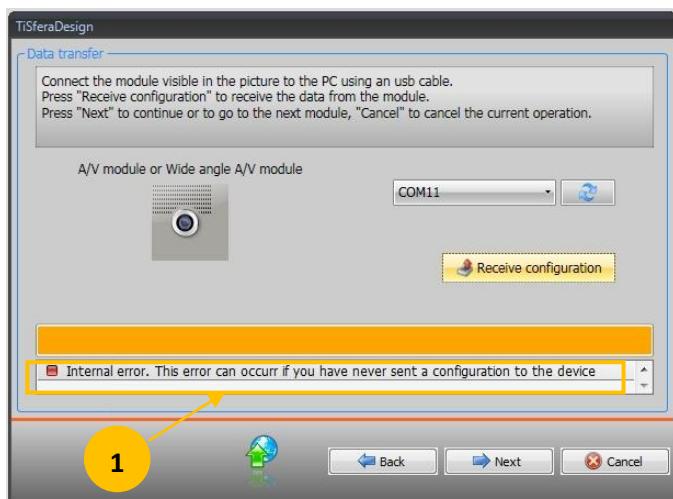 TiSferaDesign
Data transfer
Connect the module visible in the picture to the PC using an usb cable.
Press "Receive configuration" to receive the data from the module.
Press "Next" to continue or to go to the next module, "Cancel" to cancel the current operation.
A/V module or Wide angle A/V module
COM11
Receive configuration
Internal error. This error can occurr if you have never sent a configuration to the device
1
Back
Next
Cancel